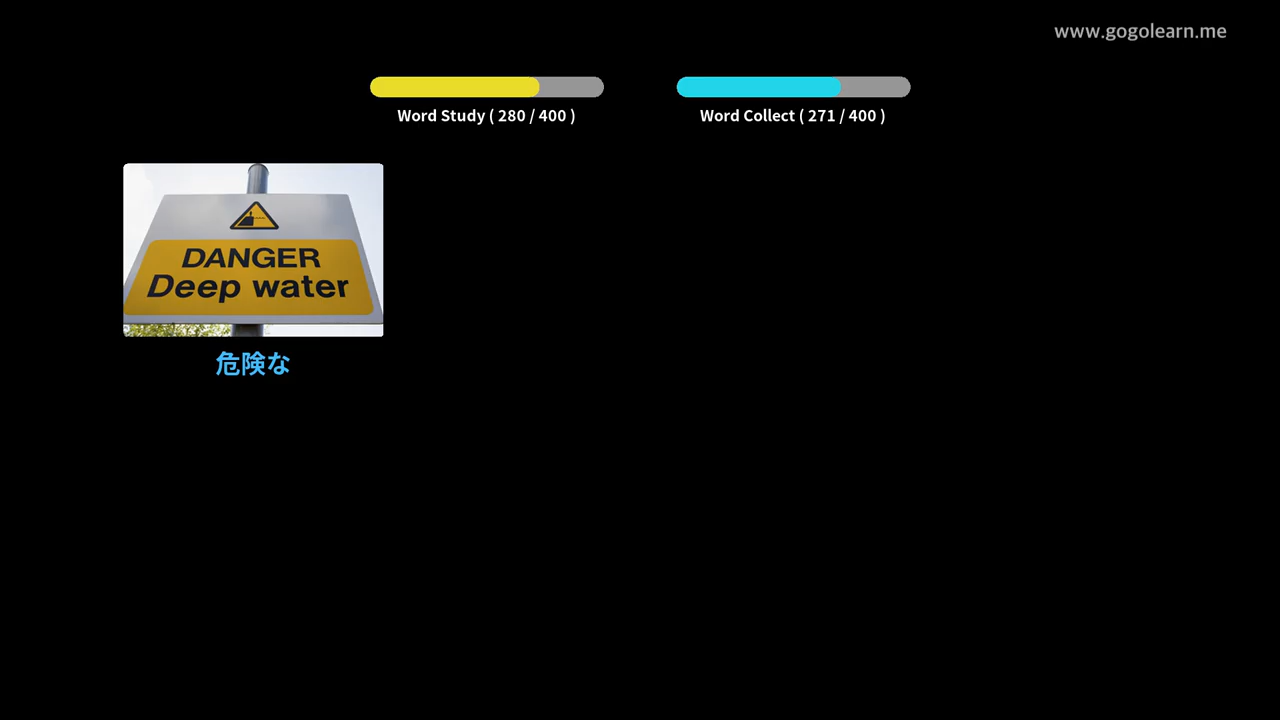 www.gogolearn.me
Word Study ( 280 / 400 )
Word Collect ( 271 / 400 )
DANGER
Deep water
危険な